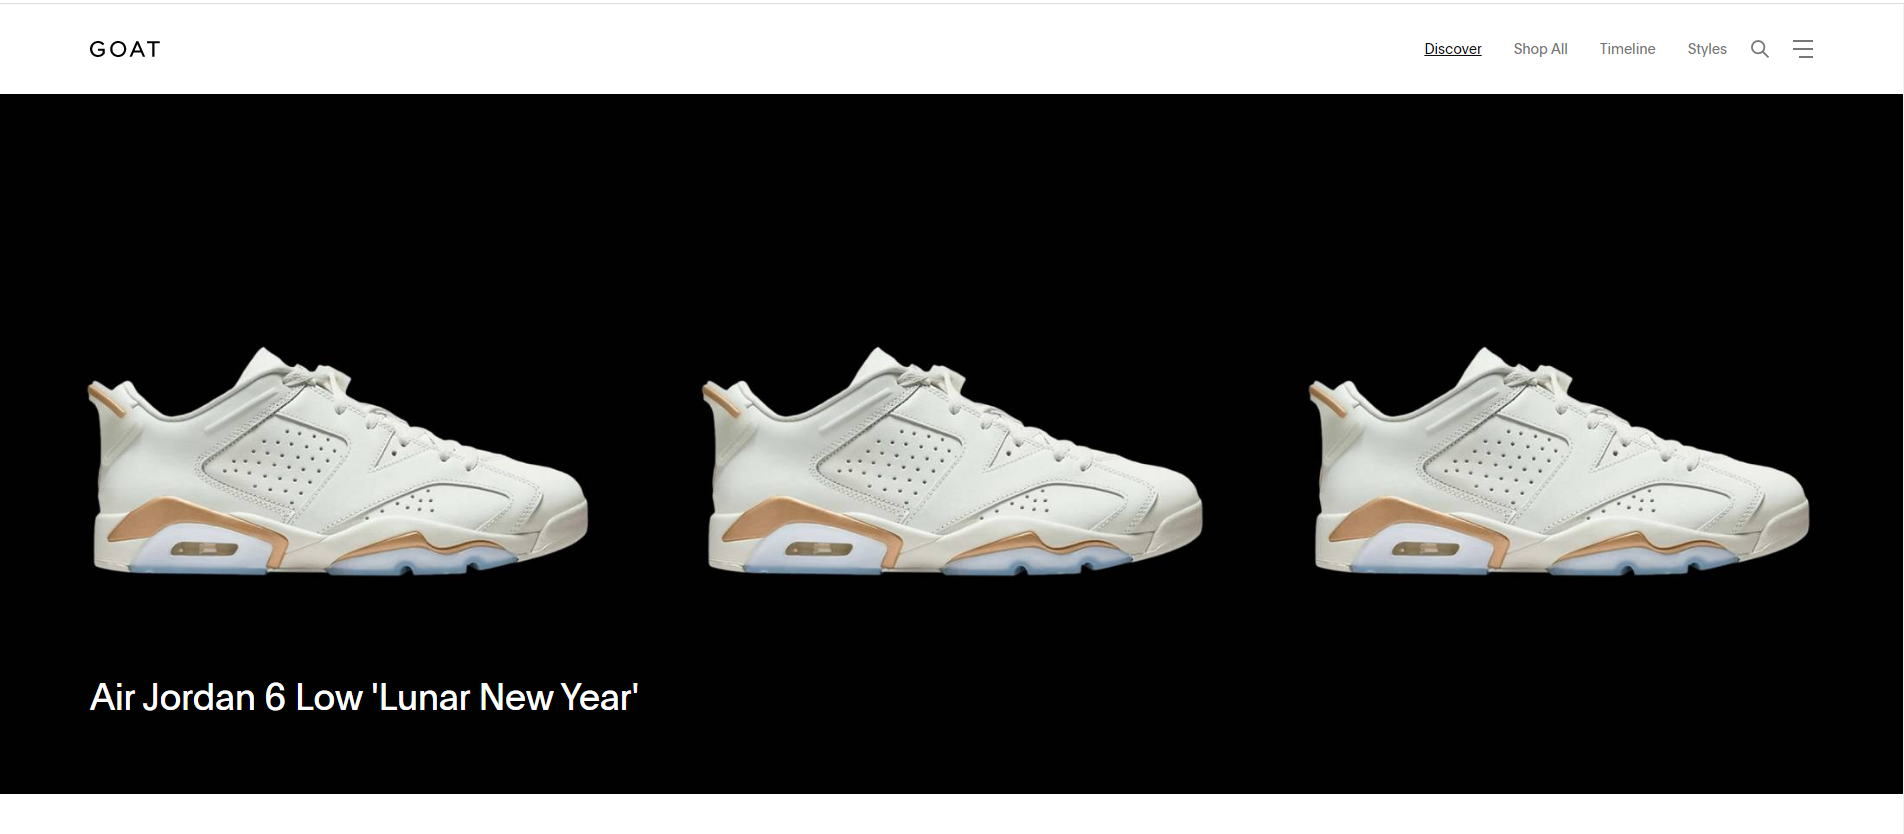 GOAT
Discover Shop All Timeline Styles
Air Jordan 6 Low 'Lunar New Year'